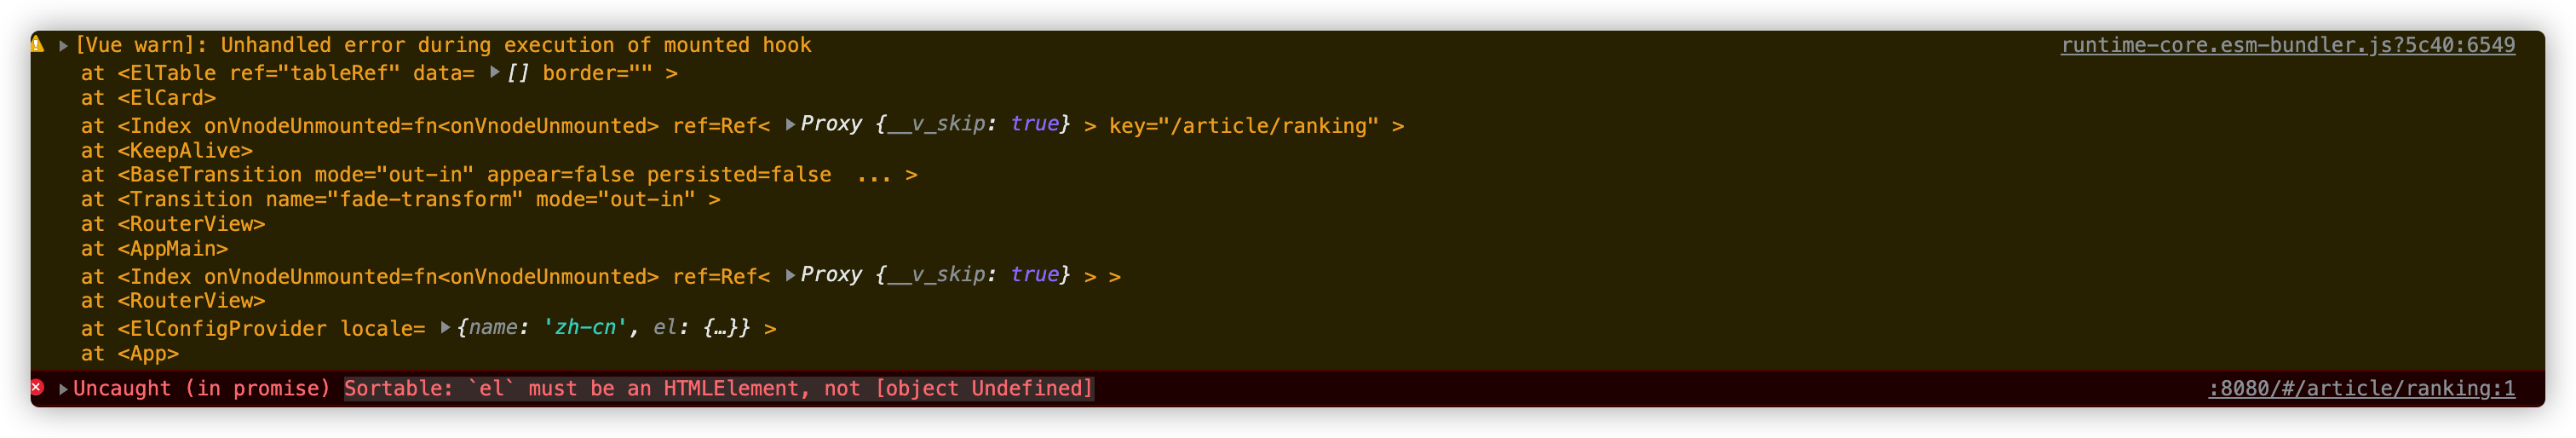 [Vue warn]: Unhandled error during execution of mounted hook runtime-core.esm-bundler.js?5c40:6549
at <ElTable ref="tableRef" data= ▶[] border="" >
at <ElCard>
at <Index onVnodeUnmounted=fn<onVnodeUnmounted> ref=Ref< ▶Proxy {__v_skip: true} > key="/article/ranking" >
at <KeepAlive>
at <BaseTransition mode="out-in" appear=false persisted=false ... >
at <Transition name="fade-transform" mode="out-in" >
at <RouterView>
at <AppMain>
at <Index onVnodeUnmounted=fn<onVnodeUnmounted> ref=Ref< ▶Proxy {__v_skip: true} > >
at <RouterView>
at <ElConfigProvider locale= ▶{name: 'zh-cn', el: {…}} >
at <App>
Uncaught (in promise) Sortable: `el` must be an HTMLElement, not [object Undefined] :8080/#/article/ranking:1